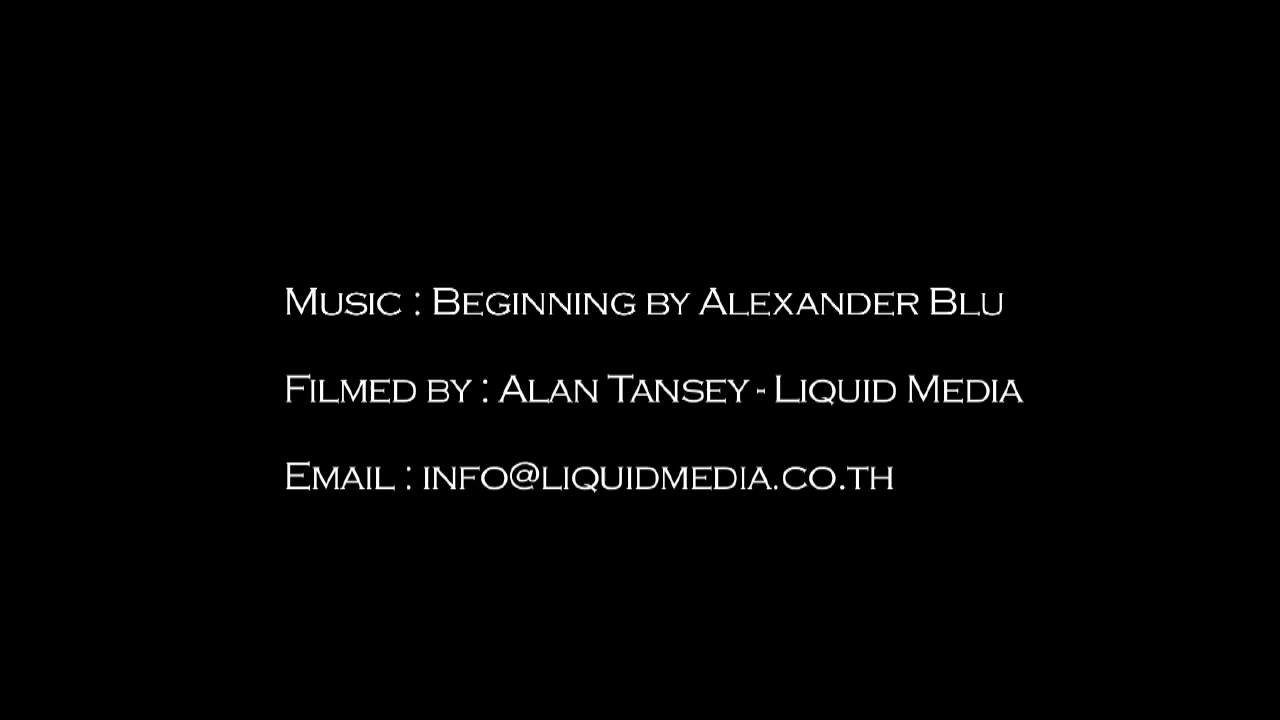 Music : Beginning by Alexander Blu
Filmed by : Alan Tansey - Liquid Media
Email : info@liquidmedia.co.th